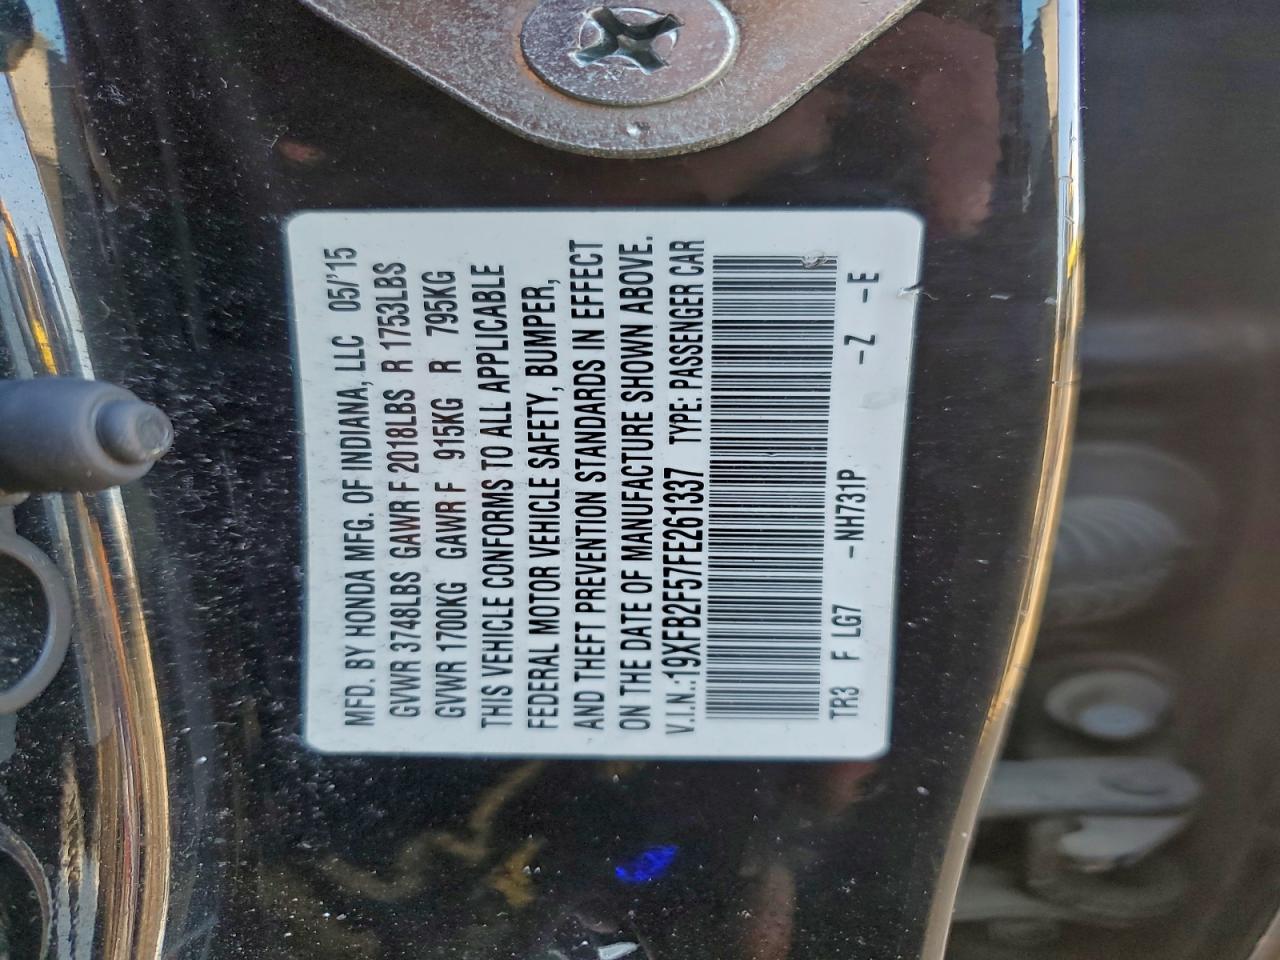 MFD. BY HONDA MFG. OF INDIANA, LLC 05/'15
GVWR 3748LBS GAWR F 2018LBS R 1753LBS
GVWR 1700KG GAWR F 915KG R 795KG
THIS VEHICLE CONFORMS TO ALL APPLICABLE
FEDERAL MOTOR VEHICLE SAFETY, BUMPER,
AND THEFT PREVENTION STANDARDS IN EFFECT
ON THE DATE OF MANUFACTURE SHOWN ABOVE.
V.I.N.:19XFB2F57FE261337 TYPE: PASSENGER CAR
TR3 F LG7 -NH731P -Z -E